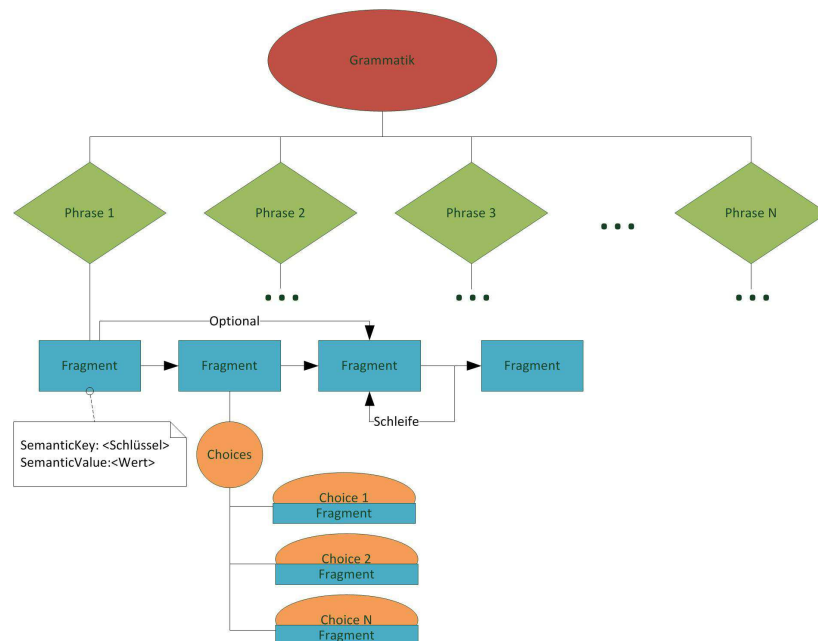 Grammatik
Phrase 1
Phrase 2
Phrase 3
...
Phrase N
...
...
...
Optional
Fragment
Fragment
Fragment
Fragment
Schleife
SemanticKey: <Schlüssel>
SemanticValue:<Wert>
Choices
Choice 1
Fragment
Choice 2
Fragment
Choice N
Fragment